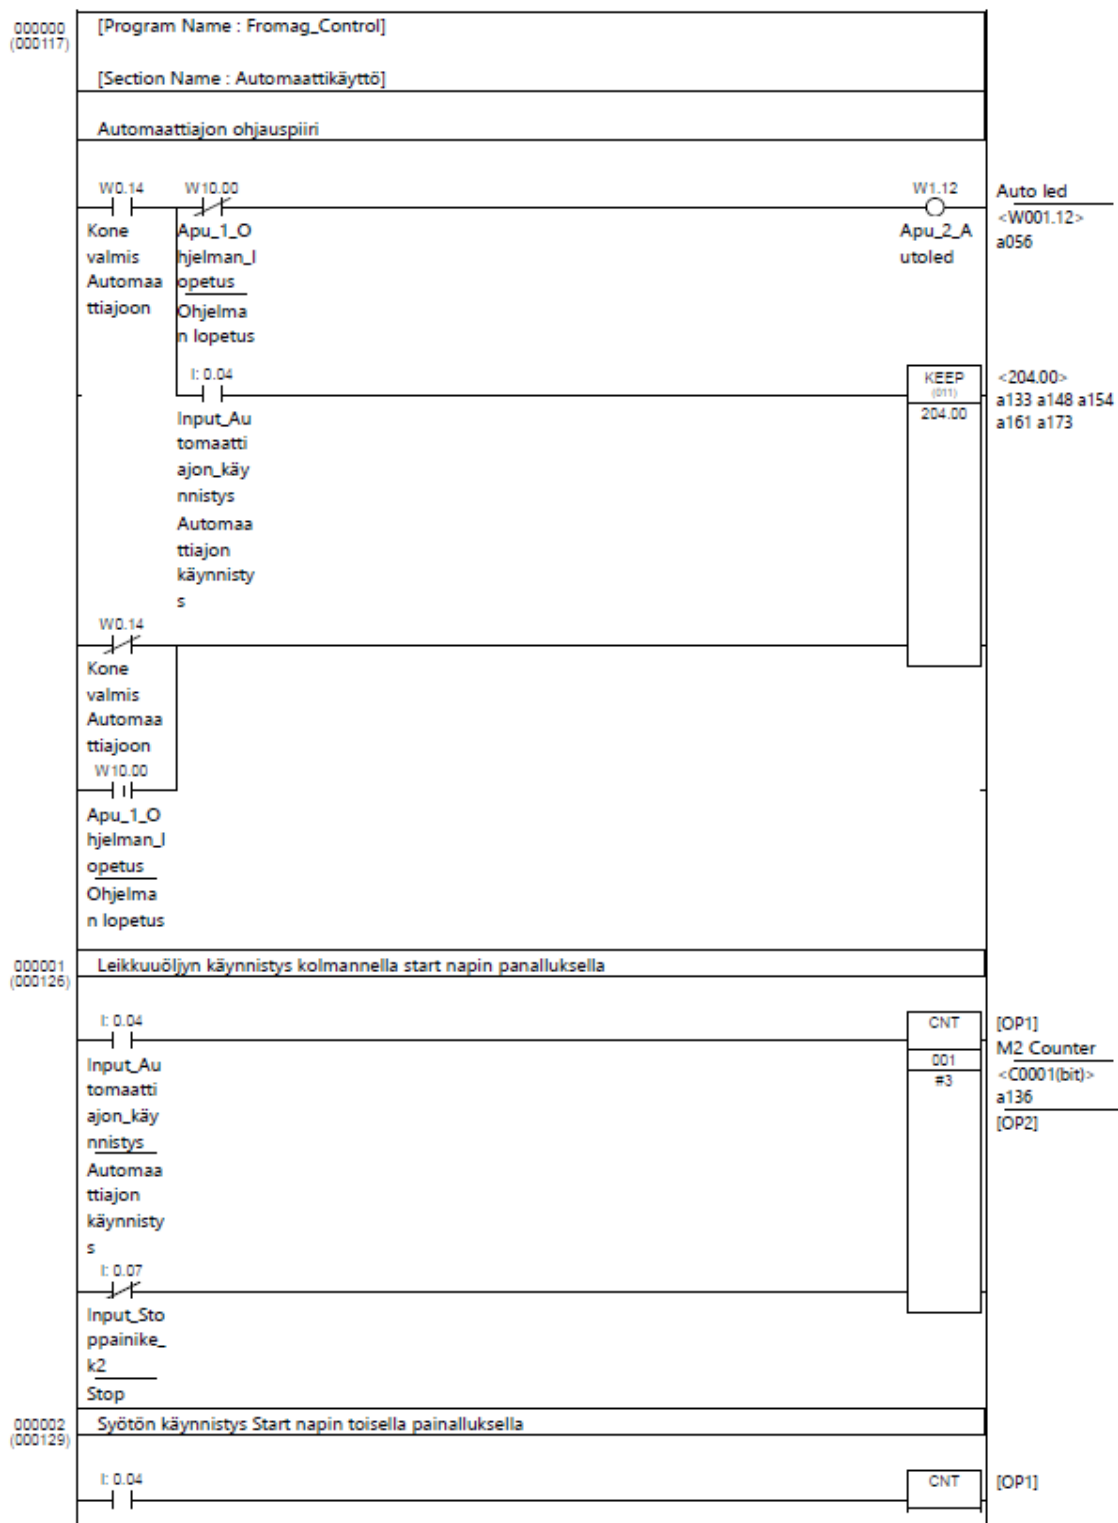 000000
(000117)
[Program Name : Fromag_Control]
[Section Name : Automaattikäyttö]
Automaattiajon ohjauspiiri
W0.14
W10.00
W1.12
Auto led
Kone
valmis
Automaa
ttiajoon
Apu_1_O
hjelman_l
opetus
Ohjelma
n lopetus
Apu_2_A
utoled
<W001.12>
a056
I: 0.04
KEEP
(011)
204.00
<204.00>
a133 a148 a154
a161 a173
Input_Au
tomaatti
ajon_käy
nnistys
Automaa
ttiajon
käynnisty
s
W0.14
Kone
valmis
Automaa
ttiajoon
W10.00
Apu_1_O
hjelman_l
opetus
Ohjelma
n lopetus
000001
(000126)
Leikkuuöljyn käynnistys kolmannella start napin panalluksella
I: 0.04
CNT
001
#3
[OP1]
M2 Counter
<C0001(bit)>
a136
[OP2]
Input_Au
tomaatti
ajon_käy
nnistys
Automaa
ttiajon
käynnisty
s
I: 0.07
Input_Sto
ppainike_
k2
Stop
000002
(000129)
Syötön käynnistys Start napin toisella painalluksella
I: 0.04
CNT
[OP1]